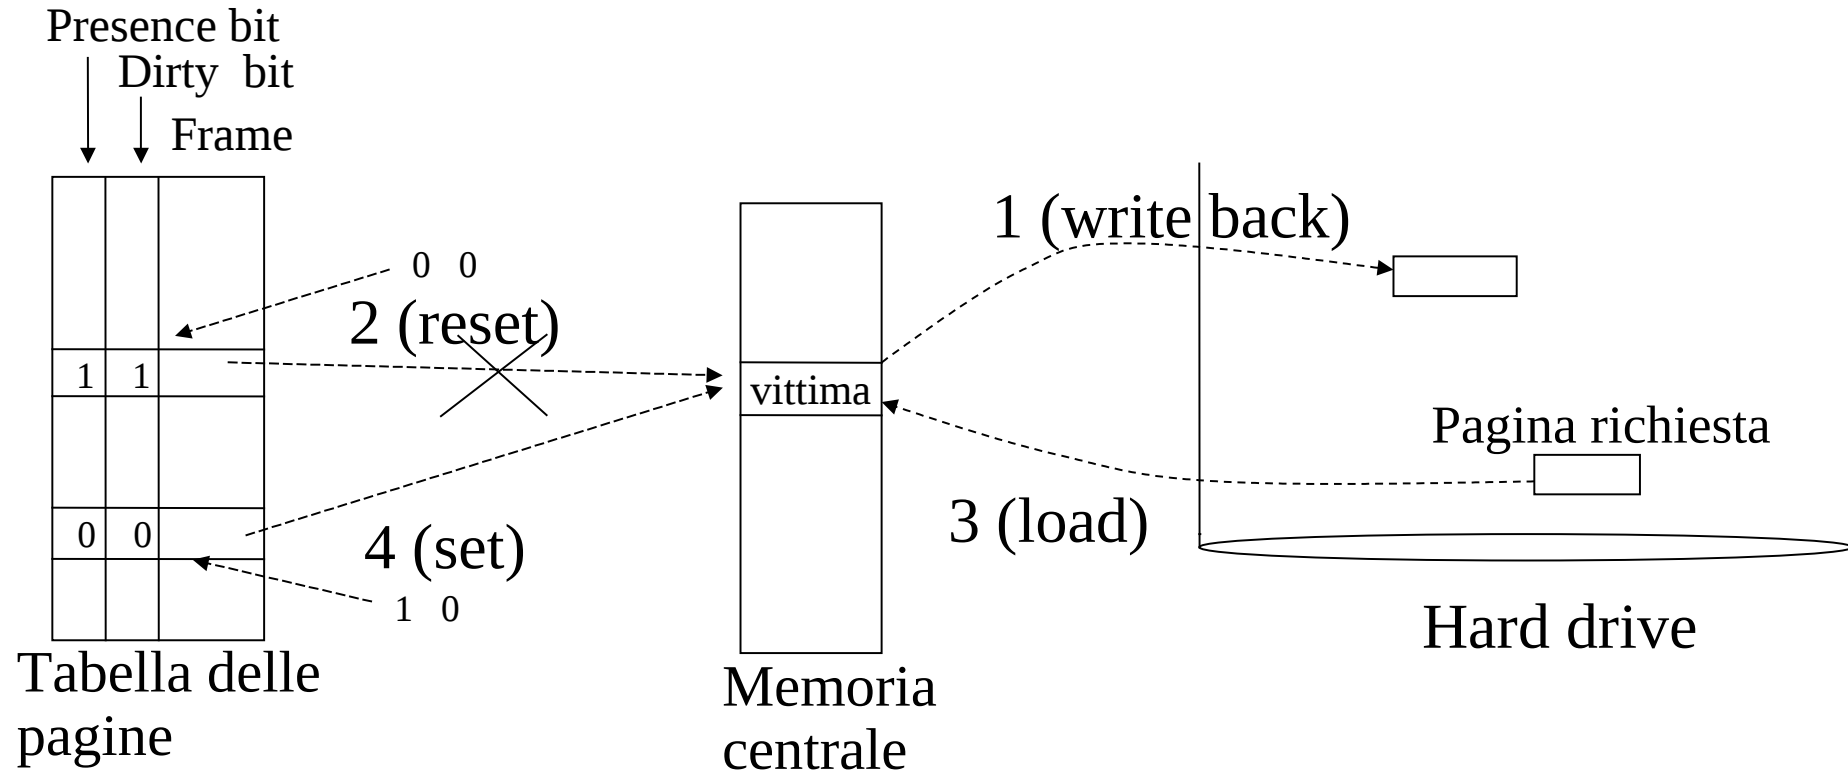 Presence bit
Dirty  bit
Frame
0 0
2 (reset)
1 1
0 0
4 (set)
1 0
Tabella delle
pagine
vittima
Memoria
centrale
1 (write back)
3 (load)
Pagina richiesta
Hard drive